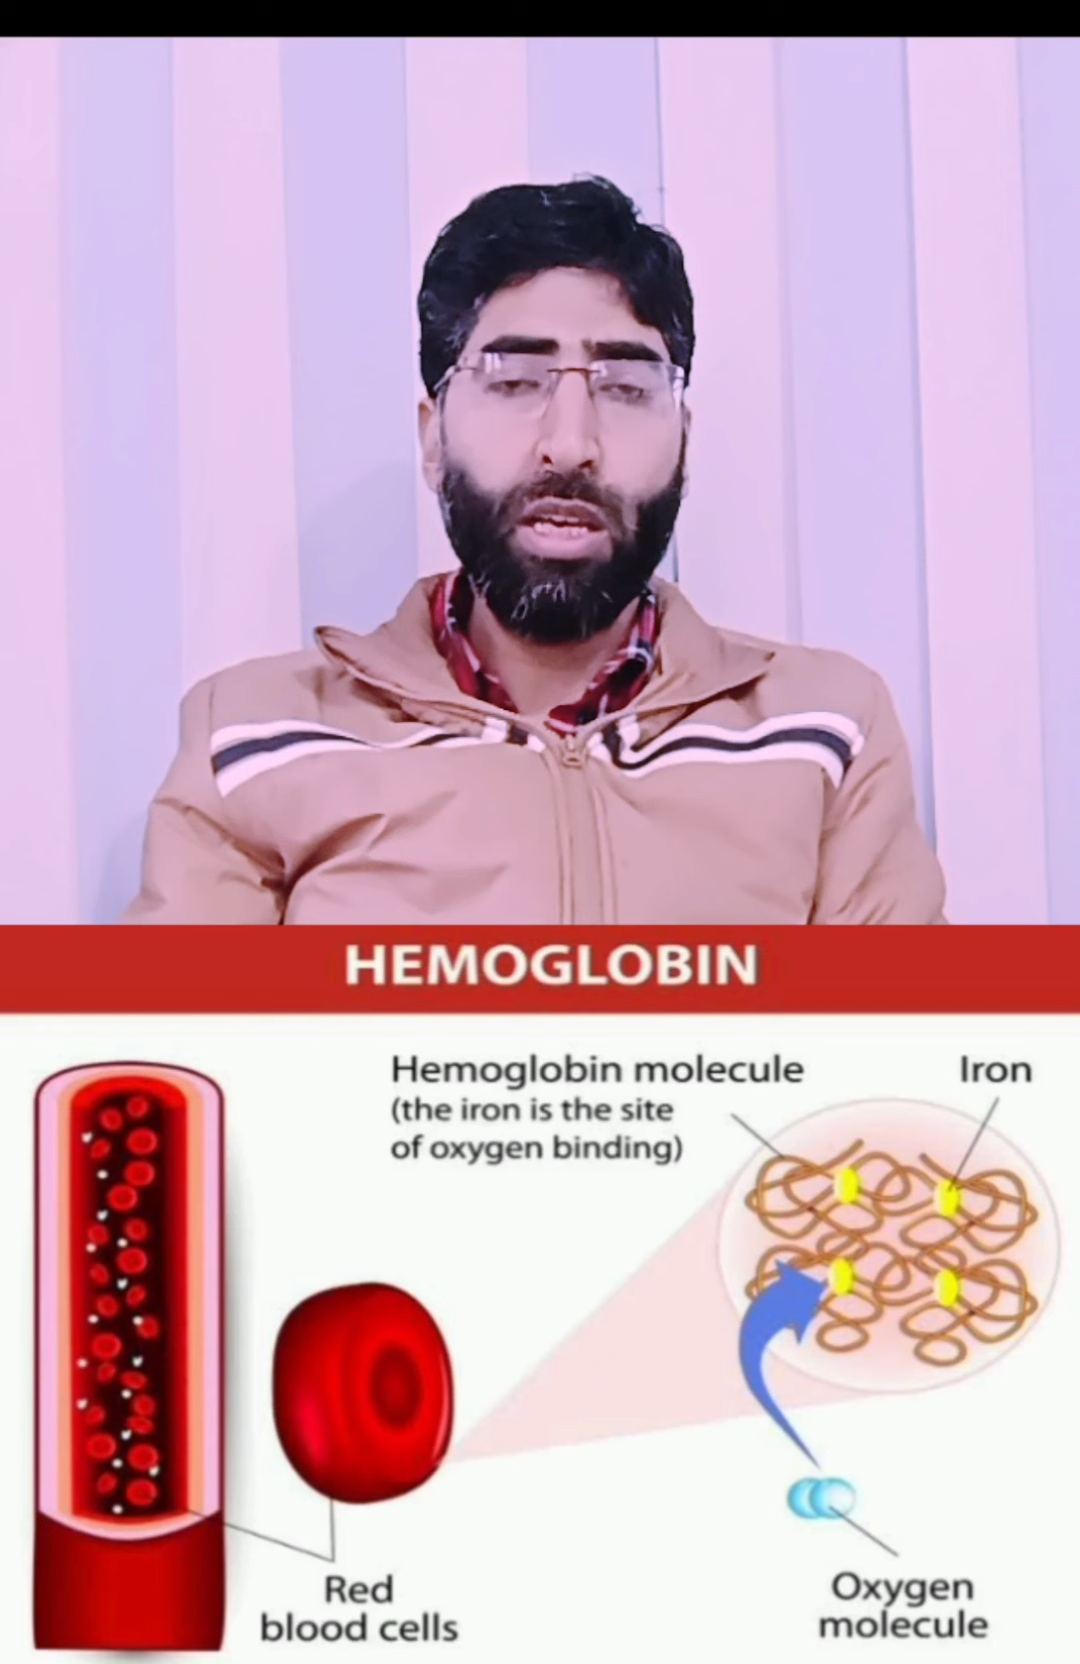 HEMOGLOBIN
Hemoglobin molecule
(the iron is the site
of oxygen binding)
Iron
Red
blood cells
Oxygen
molecule